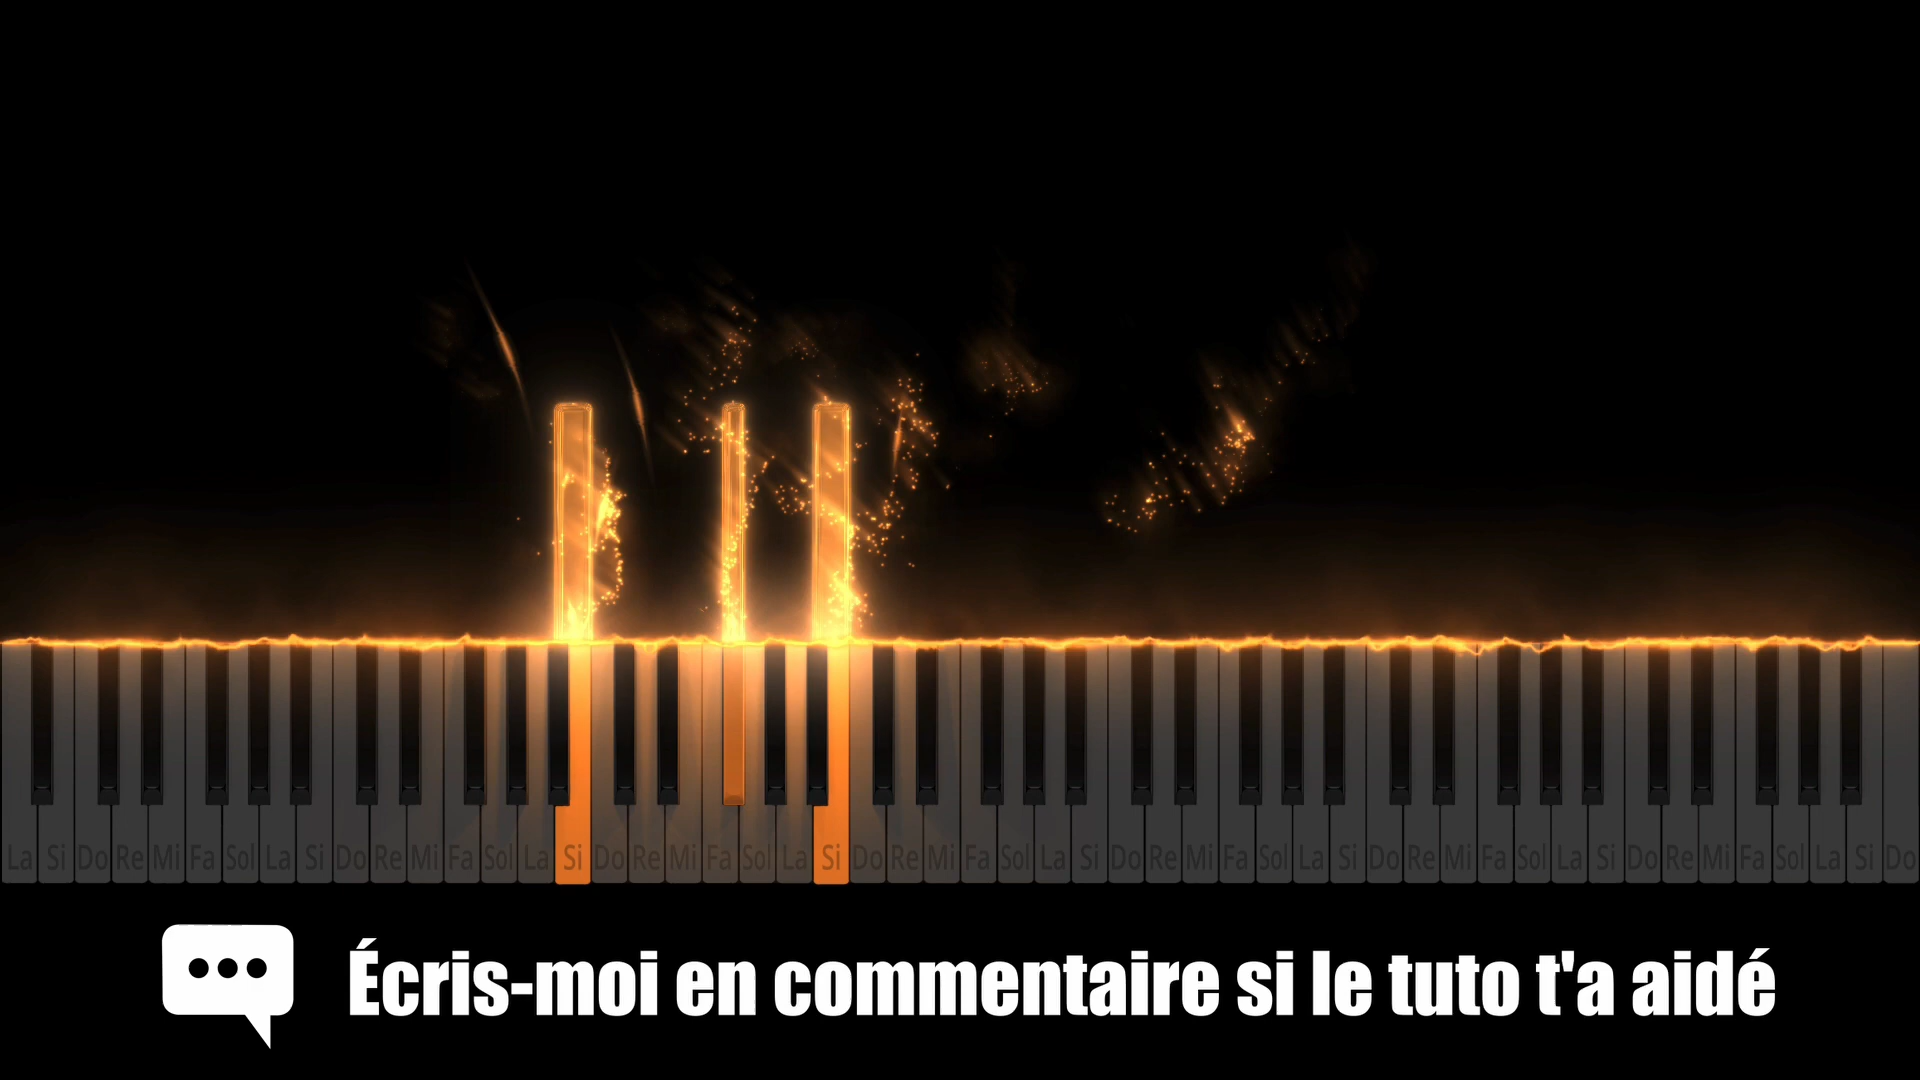 La Si Do Re Mi Fa Sol La Si Do Re Mi Fa Sol La Si Do Re Mi Fa Sol La Si Do Re Mi Fa Sol La Si Do Re Mi Fa Sol La Si Do Re Mi Fa Sol La Si Do Re Mi Fa Sol La Si Do
Écris-moi en commentaire si le tuto t'a aidé